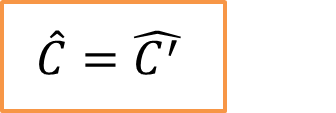 Ĉ = Ĉ′